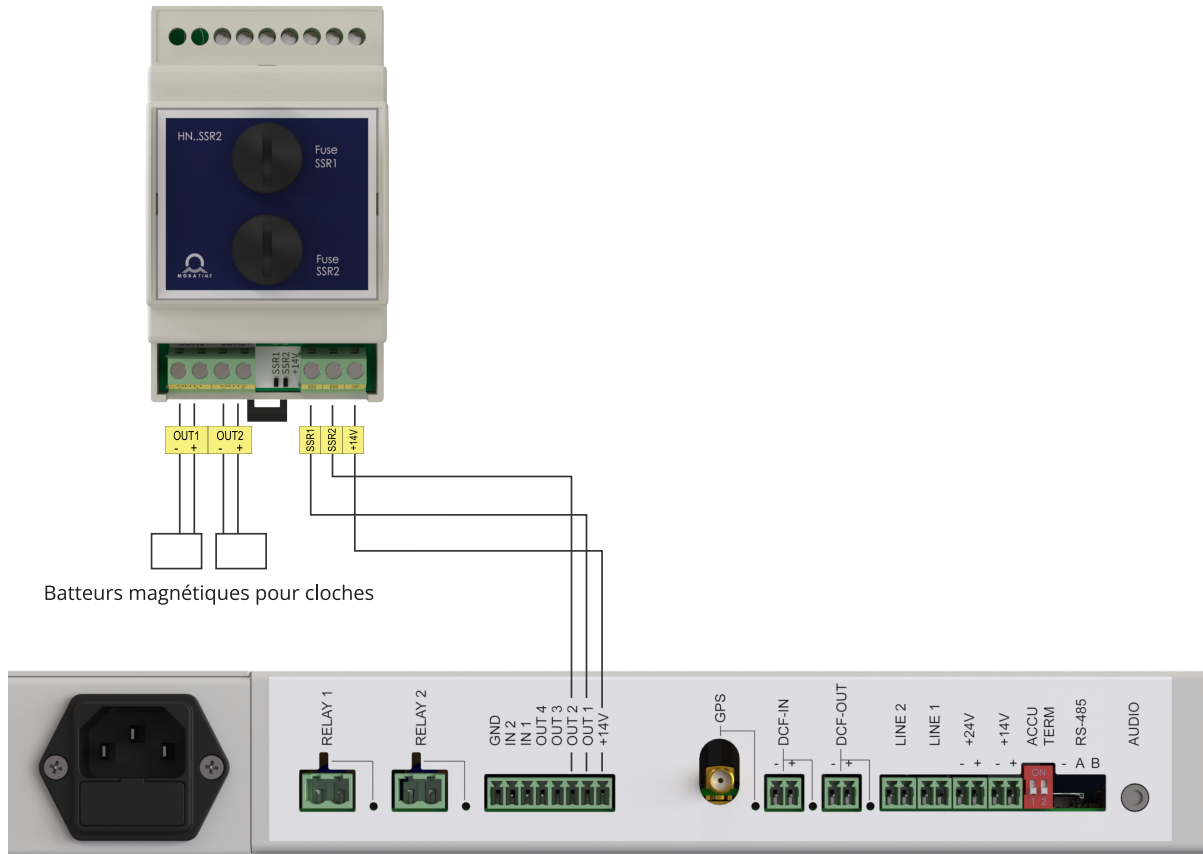 HN..SSR2
Fuse
SSR1
Fuse
SSR2
MOBATIME
SSR1
SSR2
+14V
OUT1
- +
OUT2
- +
SSR1
SSR2
+14V
Batteurs magnétiques pour cloches
RELAY 1
RELAY 2
GND
IN 2
IN 1
OUT 4
OUT 3
OUT 2
OUT 1
+14V
GPS
DCF-IN
- +
DCF-OUT
- +
LINE 2
LINE 1
+24V
- +
+14V
- +
ACCU
TERM
ON
1 2
RS-485
- A B
AUDIO